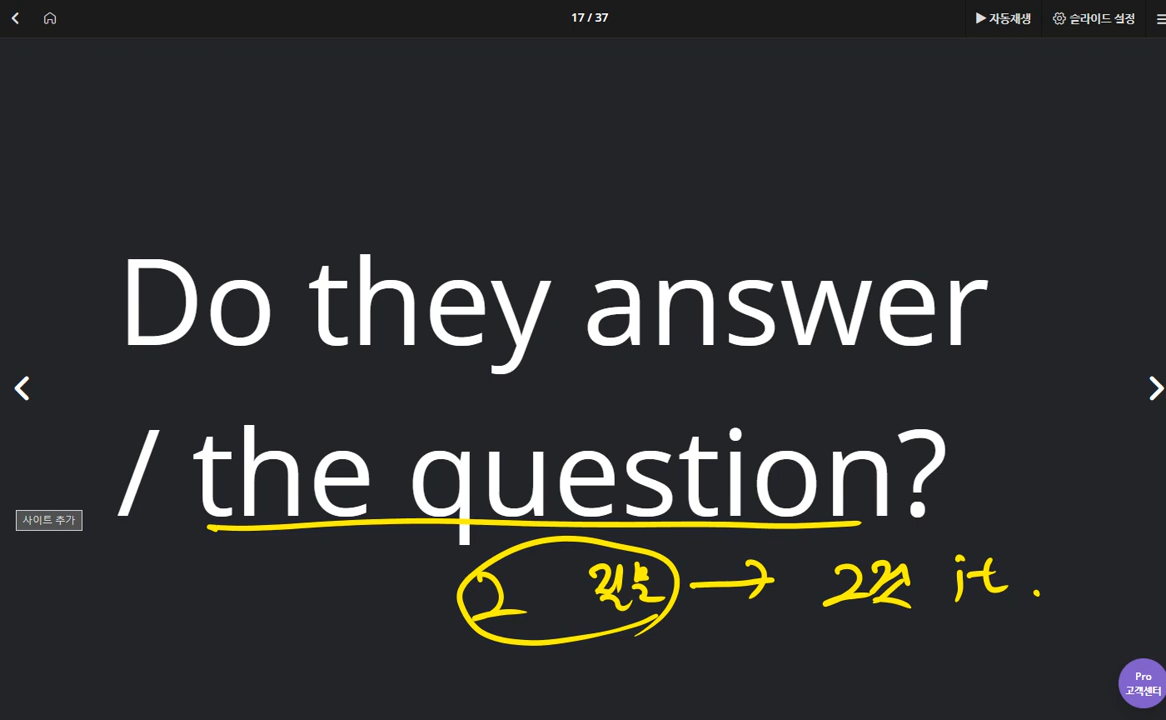 17 / 37
자동재생
슬라이드 설정
Do they answer
/ the question?
사이트 추가
그 질문 → 그걸 it .
Pro
고객센터